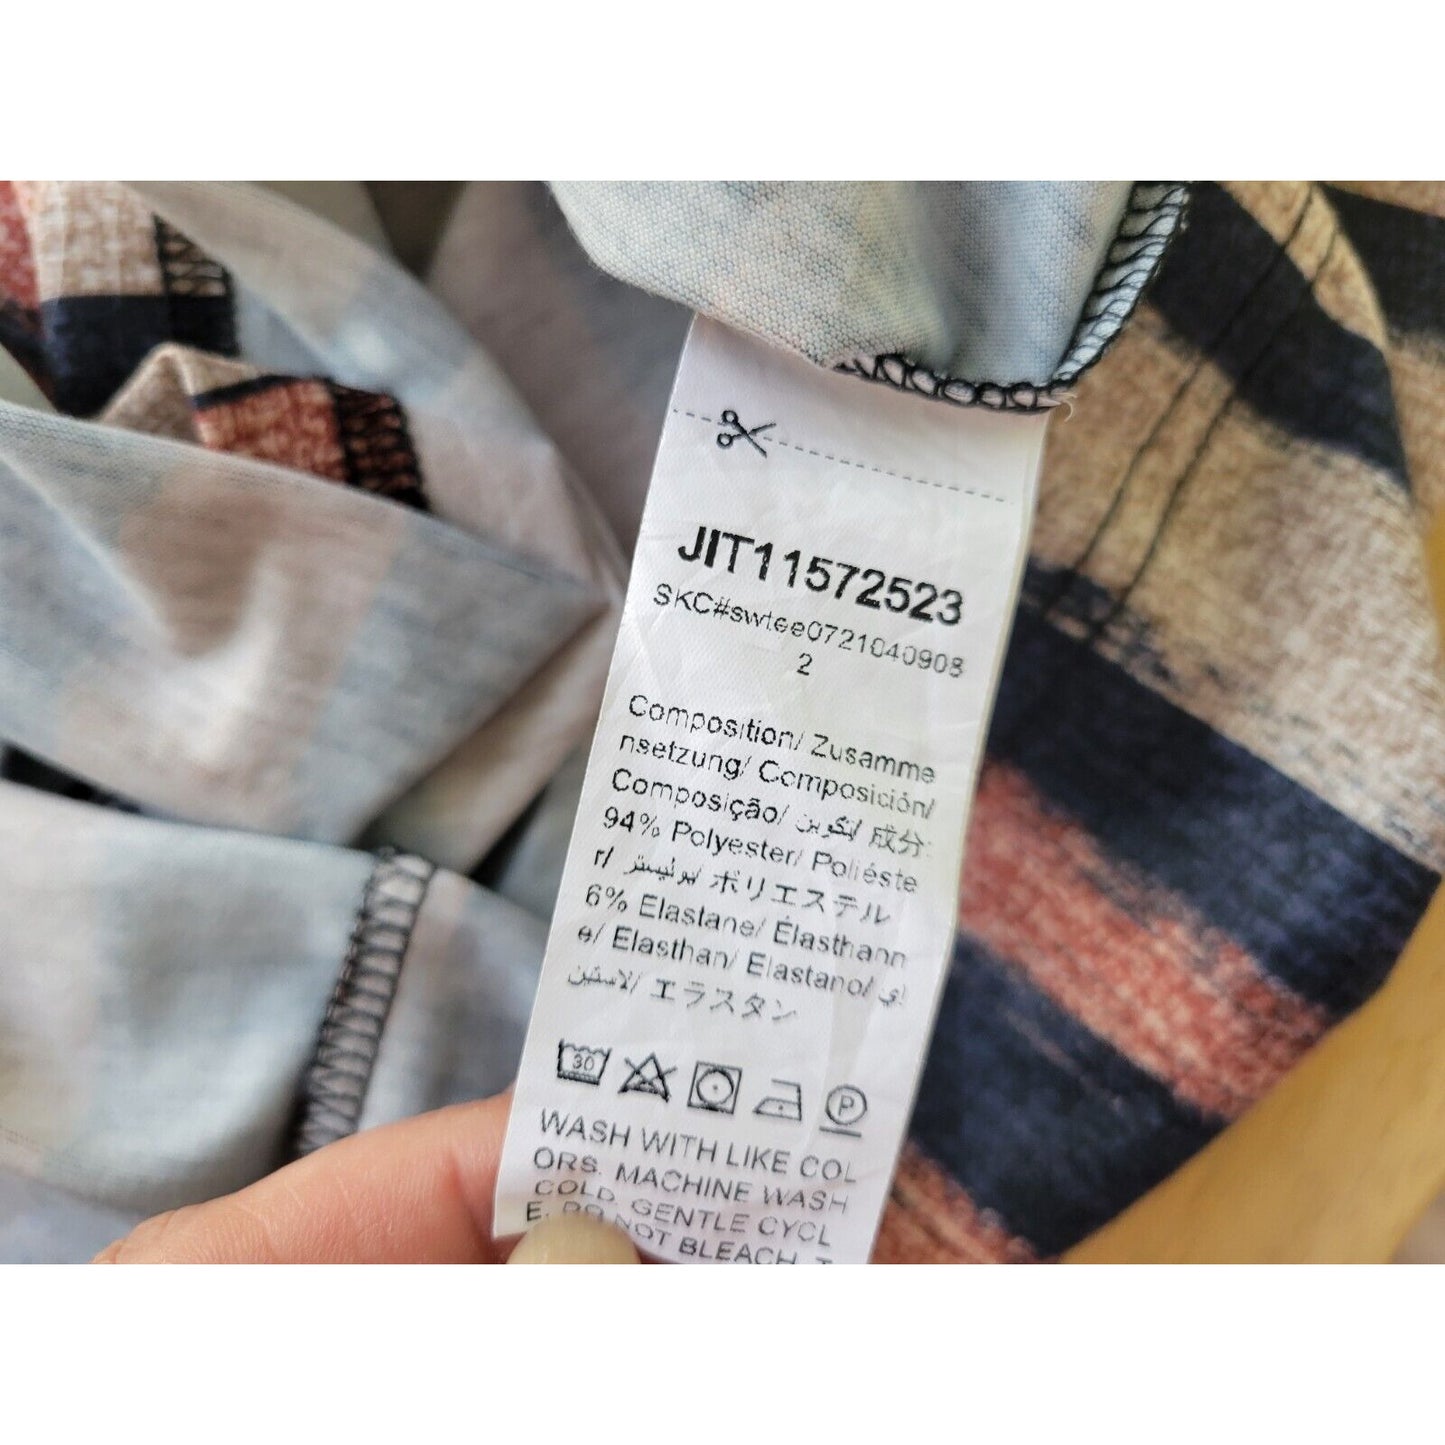 JIT11572523
SKC#swtee0721040908
2
Composition/ Zusamme
nsetzung/ Composición/
Composição/ تكوين/ 成分:
94% Polyester/ Poliéste
r/ بوليستر/ ポリエステル
6% Elastane/ Élasthann
e/ Elasthan/ Elastano/
エラスタン
30
P
WASH WITH LIKE COL
ORS. MACHINE WASH
COLD. GENTLE CYCL
E. DO NOT BLEACH. T